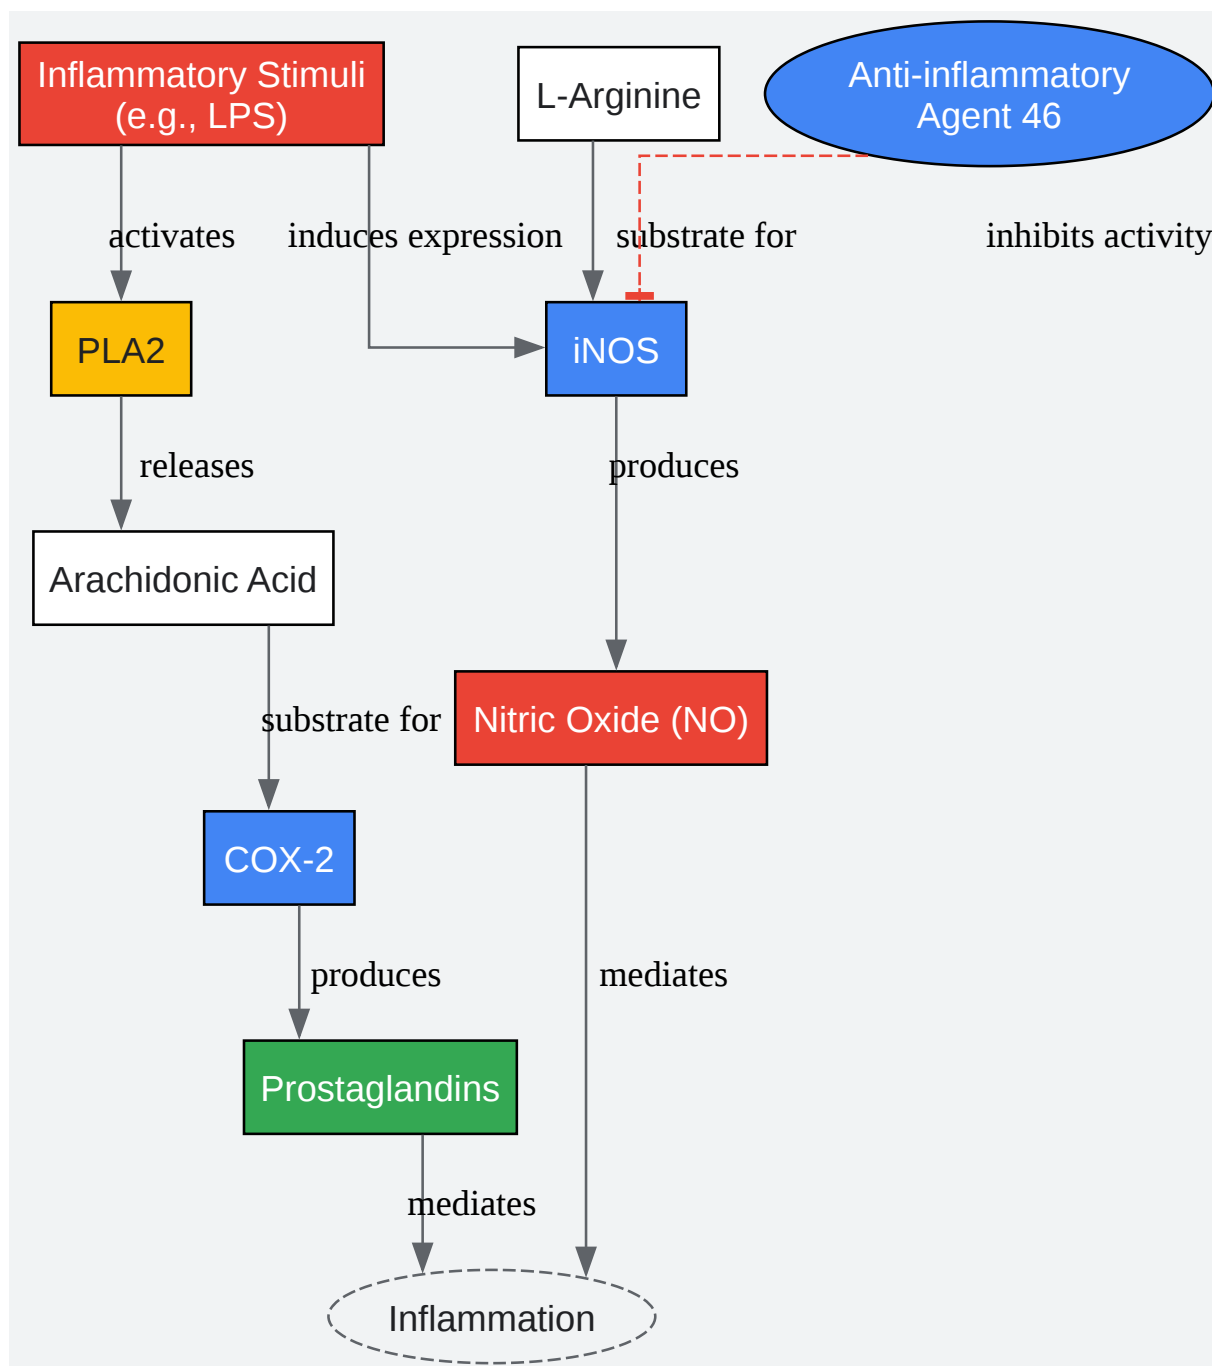 Inflammatory Stimuli
(e.g., LPS)
L-Arginine
Anti-inflammatory
Agent 46
activates
induces expression
substrate for
inhibits activity
PLA2
iNOS
releases
produces
Arachidonic Acid
substrate for
Nitric Oxide (NO)
COX-2
produces
mediates
Prostaglandins
mediates
Inflammation